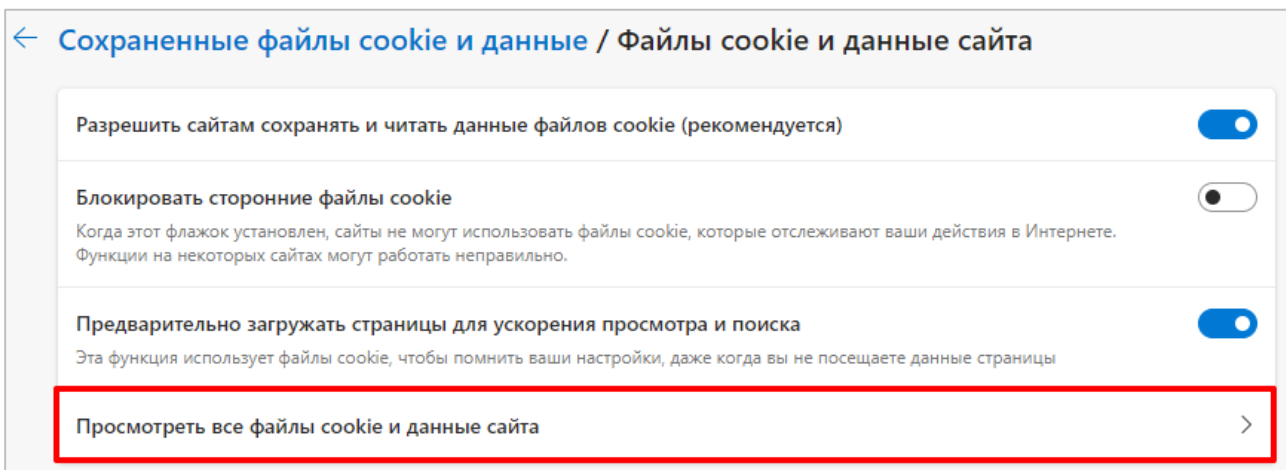 Сохраненные файлы cookie и данные / Файлы cookie и данные сайта
Разрешить сайтам сохранять и читать данные файлов cookie (рекомендуется)
Блокировать сторонние файлы cookie
Когда этот флажок установлен, сайты не могут использовать файлы cookie, которые отслеживают ваши действия в Интернете.
Функции на некоторых сайтах могут работать неправильно.
Предварительно загружать страницы для ускорения просмотра и поиска
Эта функция использует файлы cookie, чтобы помнить ваши настройки, даже когда вы не посещаете данные страницы
Просмотреть все файлы cookie и данные сайта